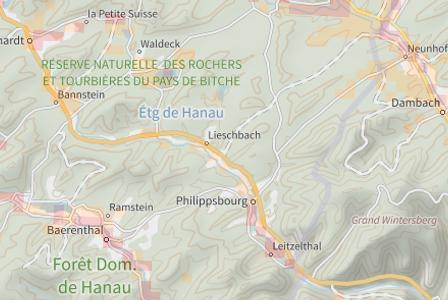 la Petite Suisse
hardt
Waldeck
Neunhof
RÉSERVE NATURELLE DES ROCHERS
ET TOURBIÈRES DU PAYS DE BITCHE
Bannstein
Dambach
Étg de Hanau
Lieschbach
Philippsbourg
Ramstein
Grand Wintersberg
Baerenthal
Leitzelthal
Forêt Dom.
de Hanau